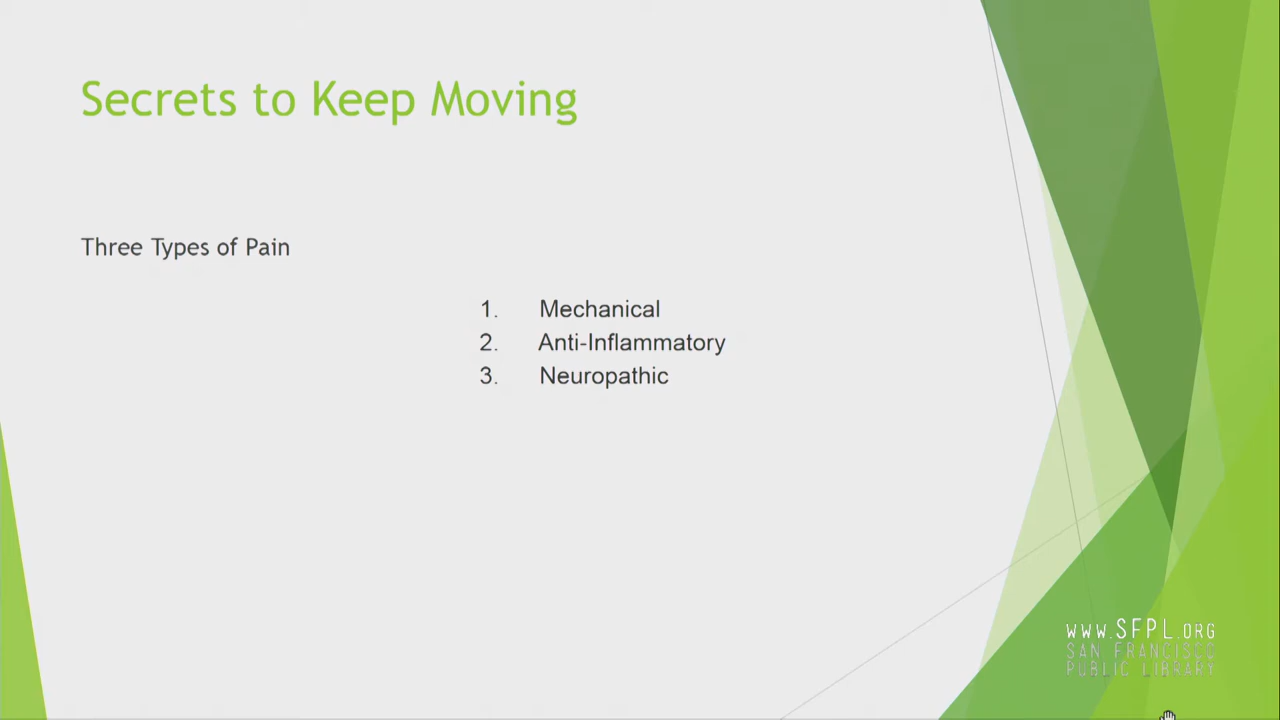 Secrets to Keep Moving
Three Types of Pain
1. Mechanical
2. Anti-Inflammatory
3. Neuropathic
WWW.SFPL.ORG
SAN FRANCISCO
PUBLIC LIBRARY